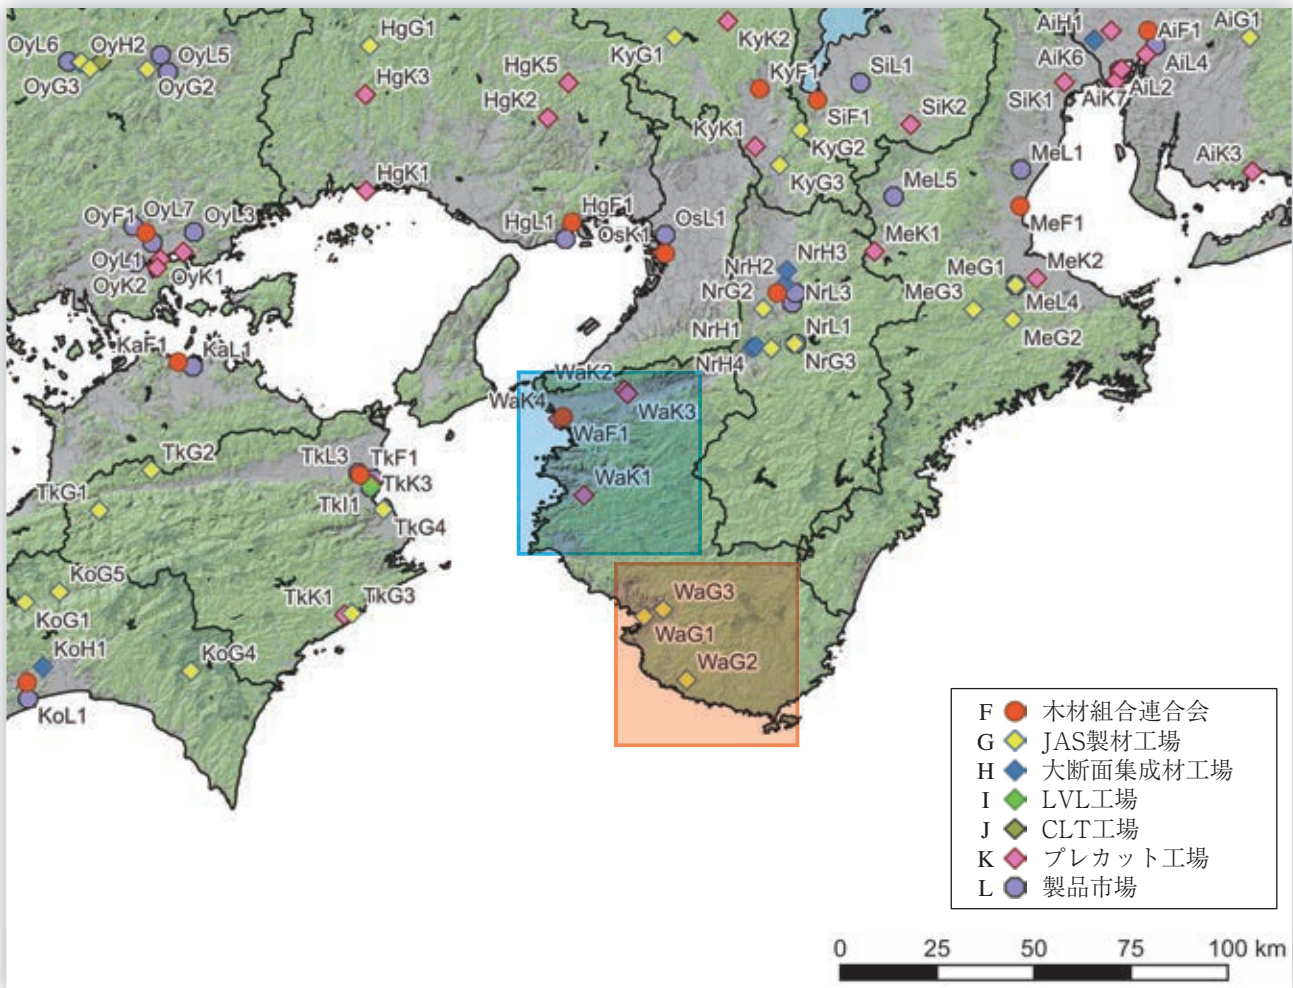 HgG1
KyG1
KyK2
AiH1
AiF1
AiG1
OyL6
OyH2
OyL5
OyG3
OyG2
HgK3
HgK5
HgK2
KyF1
SiL1
AiK6
AiL4
SiF1
SiK2
SiK1
AiK7
AiL2
KyK1
KyG2
KyG3
MeL1
AiK3
HgK1
MeL5
OyF1
OyL7
OyL3
HgL1
HgF1
OsK1
OsL1
MeF1
OyL1
OyK1
OyK2
NrH2
NrH3
MeK1
MeG1
MeK2
NrG2
NrL3
MeG3
MeL4
KaF1
KaL1
NrH1
NrL1
MeG2
NrH4
NrG3
WaK2
WaK4
WaK3
WaF1
TkG2
TkL3
TkF1
WaK1
TkG1
TkK3
TkI1
TkG4
KoG5
TkK1
TkG3
WaG3
KoG1
WaG1
KoH1
KoG4
WaG2
KoL1
F 木材組合連合会
G JAS製材工場
H 大断面集成材工場
I LVL工場
J CLT工場
K プレカット工場
L 製品市場
0 25 50 75 100 km